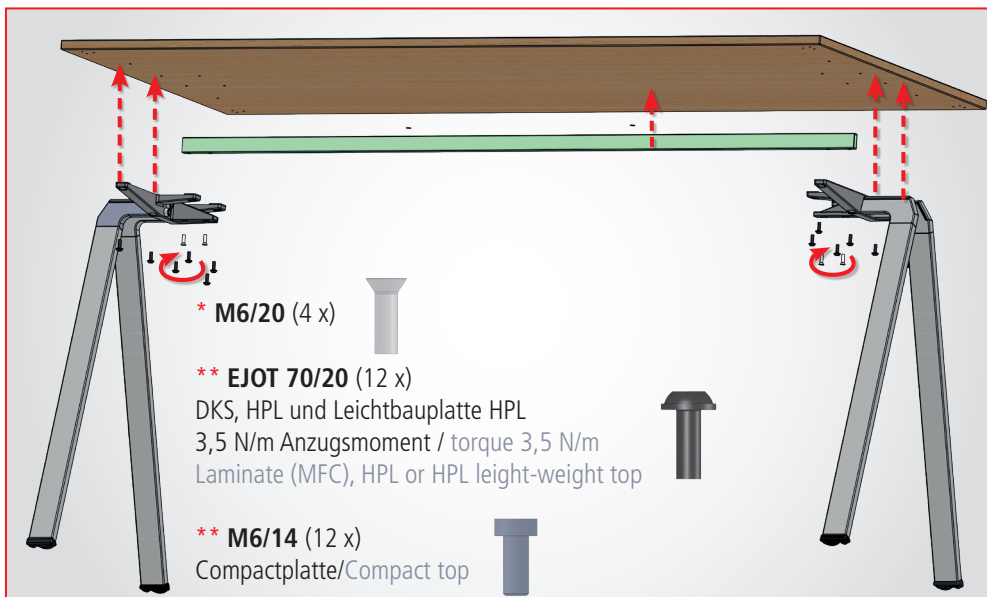 * M6/20 (4 x)
** EJOT 70/20 (12 x)
DKS, HPL und Leichtbauplatte HPL
3,5 N/m Anzugsmoment / torque 3,5 N/m
Laminate (MFC), HPL or HPL leight-weight top
** M6/14 (12 x)
Compactplatte/Compact top